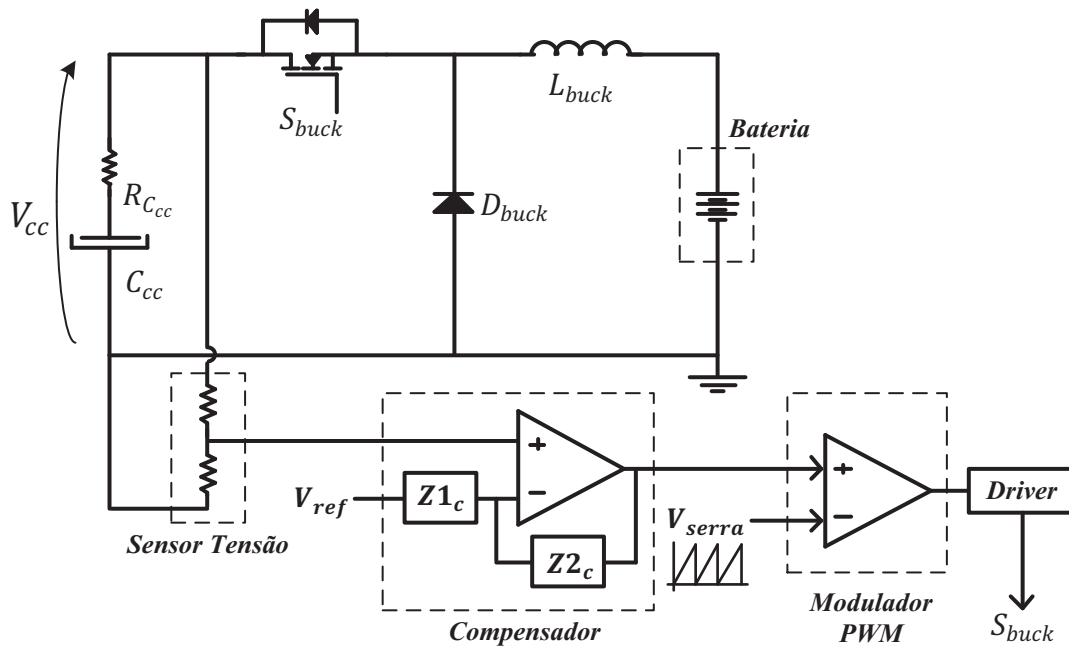 S_buck
L_buck
Bateria
R_C_cc
V_cc
D_buck
C_cc
+
−
V_ref
Z1_c
Z2_c
Sensor Tensão
Compensador
V_serra
+
−
Driver
Modulador
PWM
S_buck